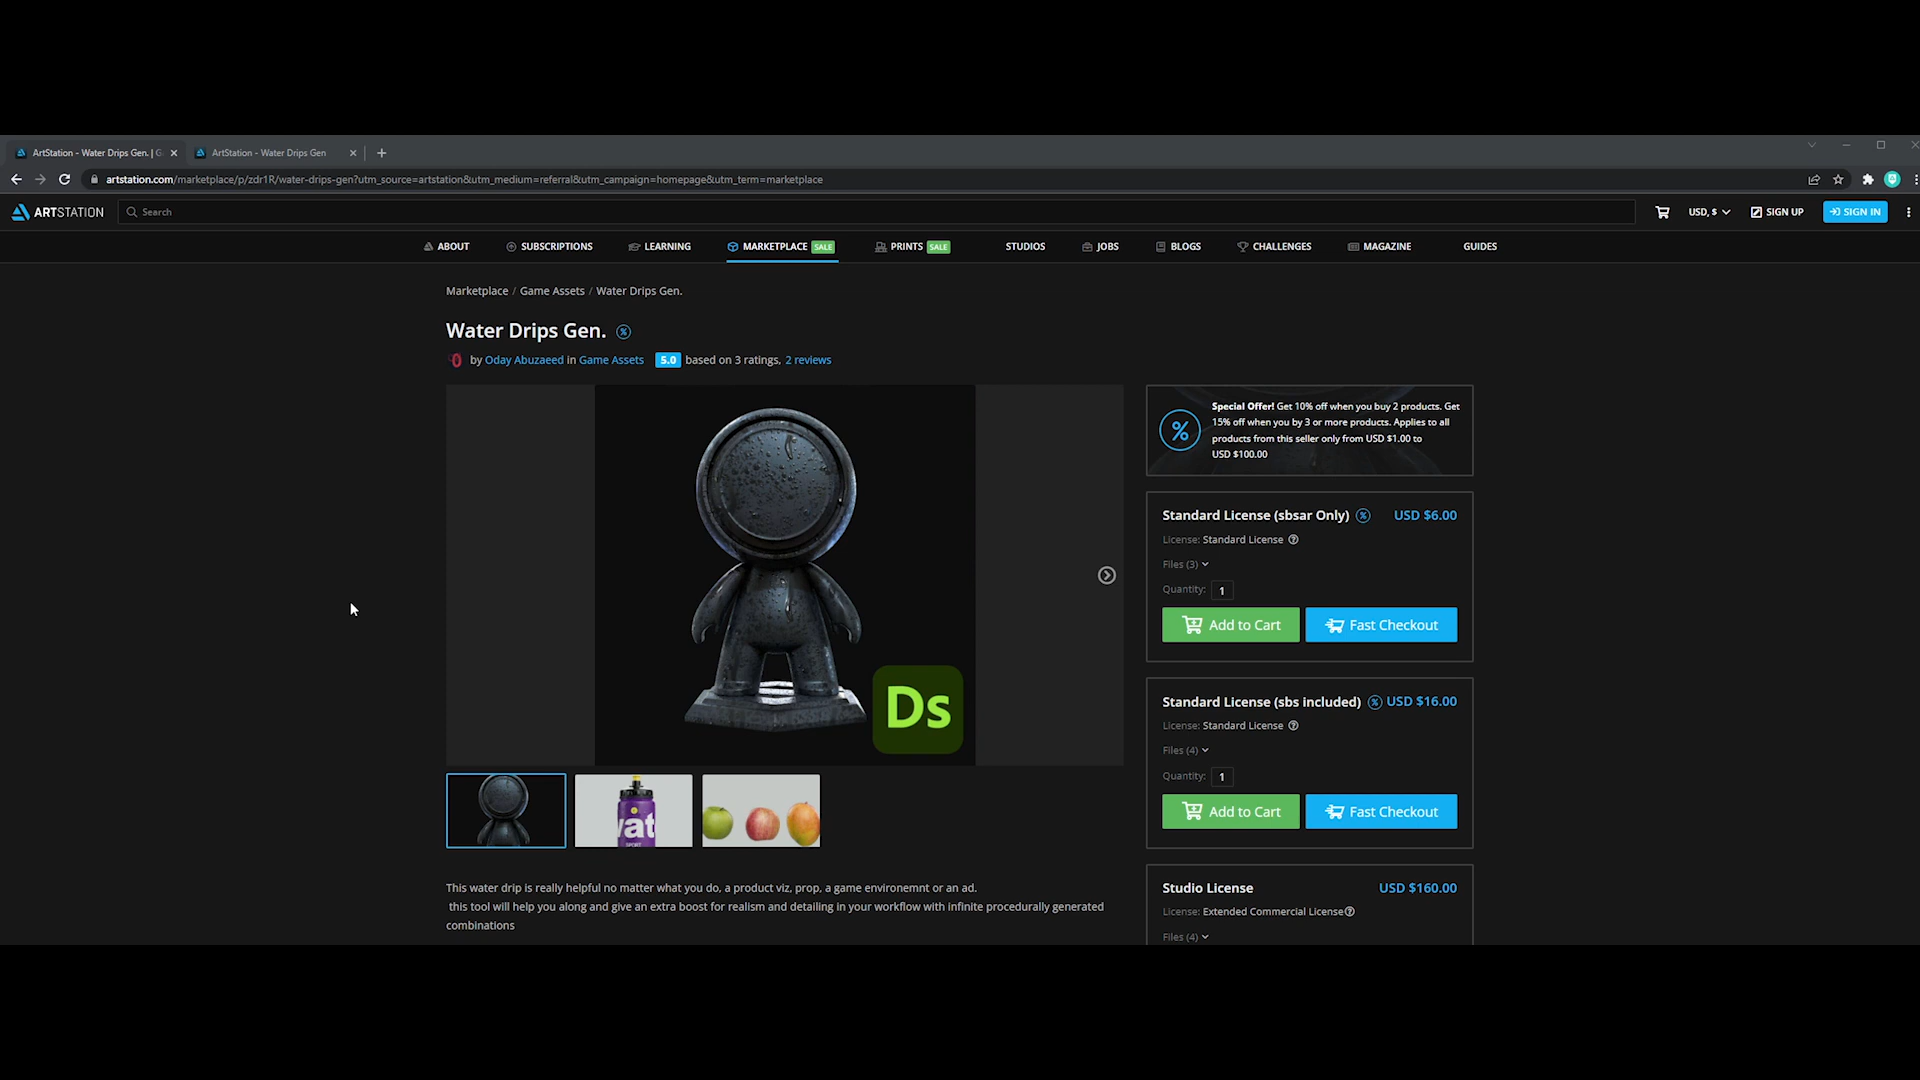 ArtStation - Water Drips Gen. | G
ArtStation - Water Drips Gen
artstation.com/marketplace/p/zdr1R/water-drips-gen?utm_source=artstation&utm_medium=referral&utm_campaign=homepage&utm_term=marketplace
ARTSTATION
Search
USD, $
SIGN UP
SIGN IN
ABOUT
SUBSCRIPTIONS
LEARNING
MARKETPLACE SALE
PRINTS SALE
STUDIOS
JOBS
BLOGS
CHALLENGES
MAGAZINE
GUIDES
Marketplace / Game Assets / Water Drips Gen.
Water Drips Gen. %
by Oday Abuzaeed in Game Assets 5.0 based on 3 ratings, 2 reviews
Ds
wat
SPORT
This water drip is really helpful no matter what you do, a product viz, prop, a game environemnt or an ad.
this tool will help you along and give an extra boost for realism and detailing in your workflow with infinite procedurally generated
combinations
%
Special Offer! Get 10% off when you buy 2 products. Get
15% off when you by 3 or more products. Applies to all
products from this seller only from USD $1.00 to
USD $100.00
Standard License (sbsar Only) % USD $6.00
License: Standard License ?
Files (3)
Quantity: 1
Add to Cart
Fast Checkout
Standard License (sbs included) % USD $16.00
License: Standard License ?
Files (4)
Quantity: 1
Add to Cart
Fast Checkout
Studio License USD $160.00
License: Extended Commercial License ?
Files (4)